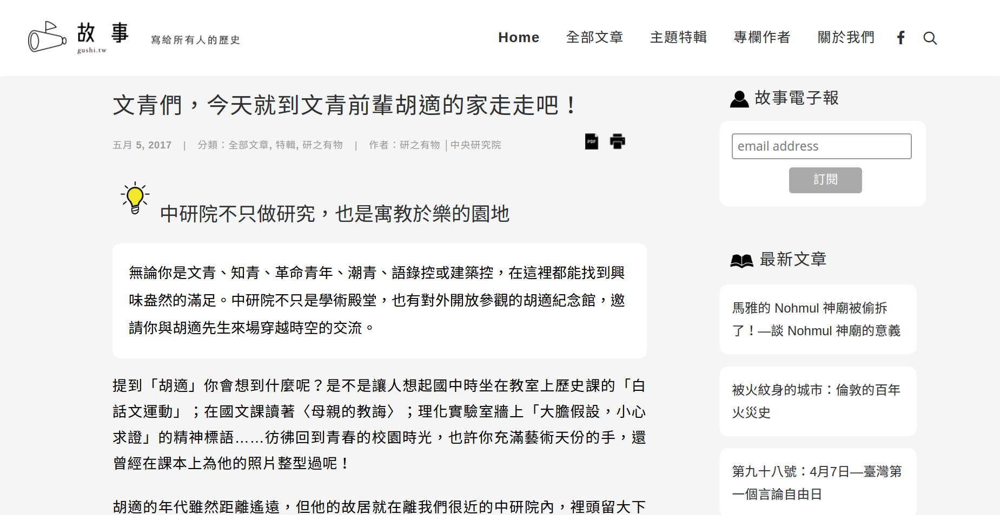 故 事
gushi.tw
寫給所有人的歷史
Home 全部文章 主題特輯 專欄作者 關於我們
文青們，今天就到文青前輩胡適的家走走吧！
五月 5, 2017 | 分類：全部文章, 特輯, 研之有物 | 作者：研之有物 │中央研究院
PDF
中研院不只做研究，也是寓教於樂的園地
無論你是文青、知青、革命青年、潮青、語錄控或建築控，在這裡都能找到興
味盎然的滿足。中研院不只是學術殿堂，也有對外開放參觀的胡適紀念館，邀
請你與胡適先生來場穿越時空的交流。
提到「胡適」你會想到什麼呢？是不是讓人想起國中時坐在教室上歷史課的「白
話文運動」；在國文課讀著〈母親的教誨〉；理化實驗室牆上「大膽假設，小心
求證」的精神標語……彷彿回到青春的校園時光，也許你充滿藝術天份的手，還
曾經在課本上為他的照片整型過呢！
胡適的年代雖然距離遙遠，但他的故居就在離我們很近的中研院內，裡頭留大下
故事電子報
email address
訂閱
最新文章
馬雅的 Nohmul 神廟被偷拆
了！—談 Nohmul 神廟的意義
被火紋身的城市：倫敦的百年
火災史
第九十八號：4月7日—臺灣第
一個言論自由日